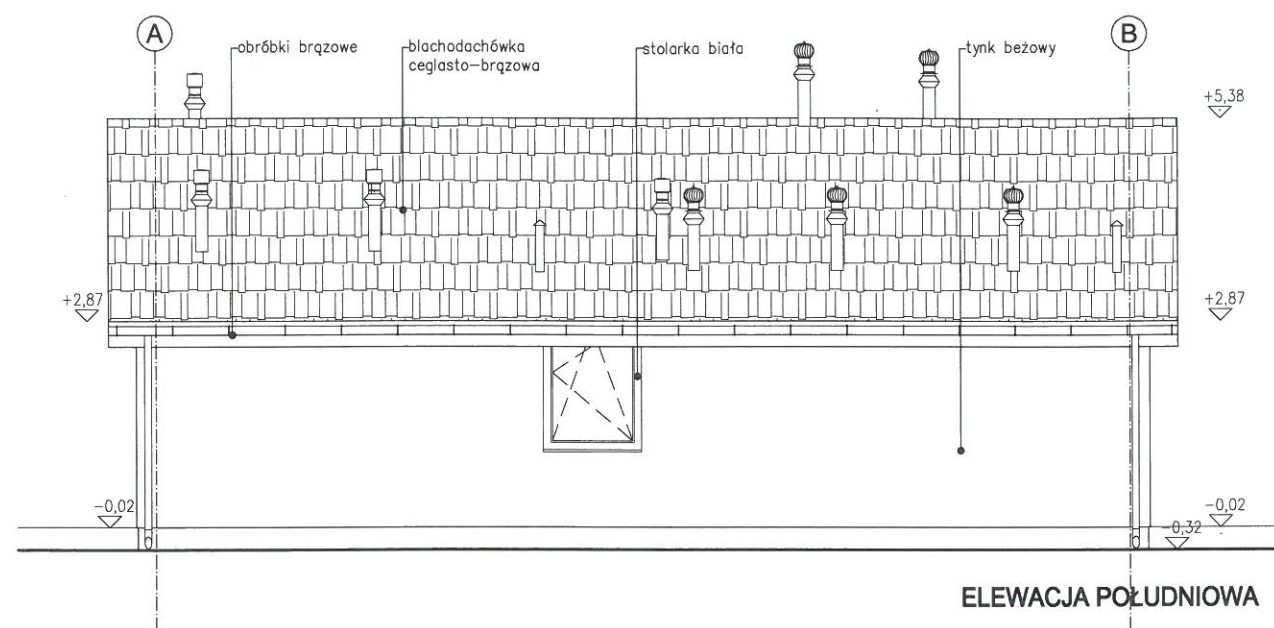 A
B
obróbki brązowe
blachodachówka
ceglasto-brązowa
stolarka biała
tynk beżowy
+5,38
+2,87
+2,87
-0,02
-0,02
-0,32
ELEWACJA POŁUDNIOWA